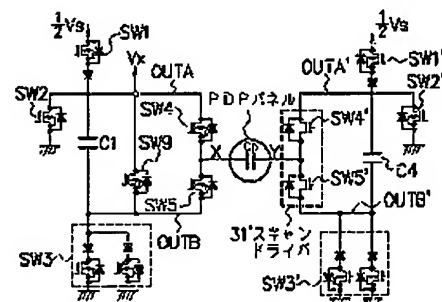 ½Vs
SW1
Vx
OUTA
SW2
SW4
C1
SW9
X
SW5
OUTB
SW3
PDPパネル
CP
Y
½Vs
SW1'
OUTA'
SW2'
SW4'
C4
SW5'
OUTB'
31'スキャンドライバ
SW3'